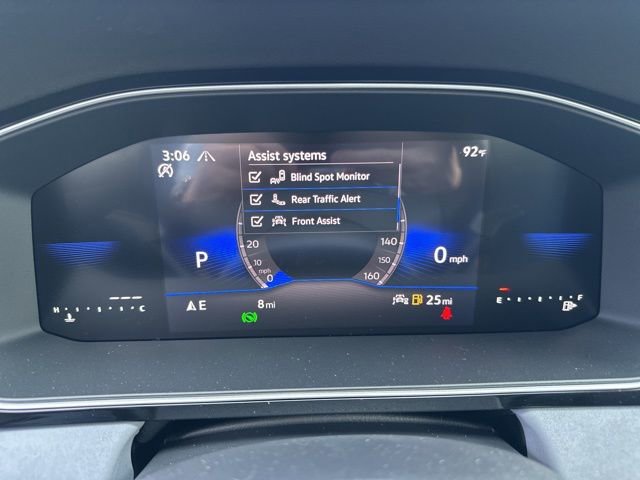 3:06
Assist systems
92°F
Blind Spot Monitor
Rear Traffic Alert
Front Assist
20
140
P
10
150
0 mph
mph
0
160
H C
E F
E
8 mi
25 mi